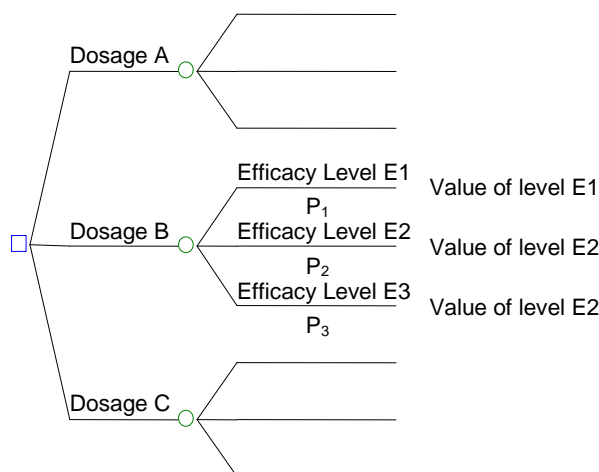 Dosage A
Efficacy Level E1 Value of level E1
P1
Dosage B Efficacy Level E2 Value of level E2
P2
Efficacy Level E3 Value of level E2
P3
Dosage C